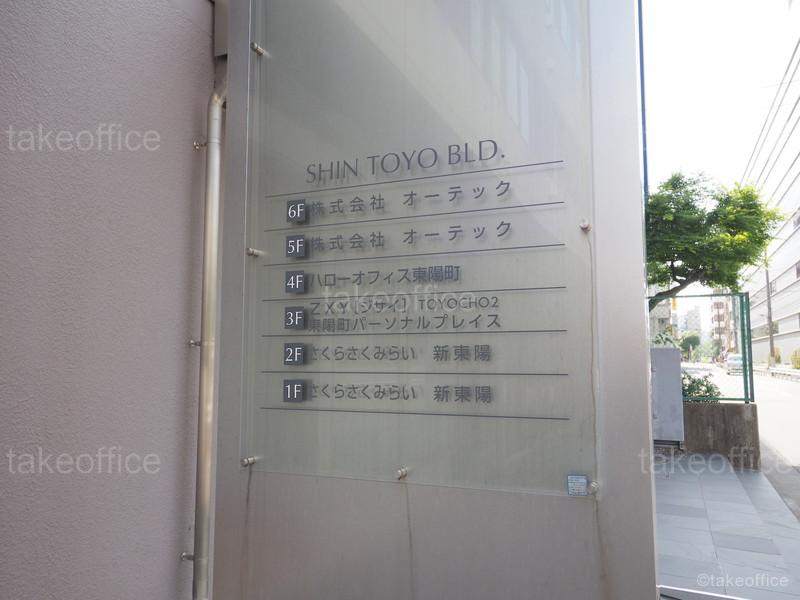 SHIN TOYO BLD.
6F 株式会社 オーテック
5F 株式会社 オーテック
4F ハローオフィス東陽町
3F ZXY [ジザイ] TOYOCHO2
東陽町パーソナルプレイス
2F さくらさくみらい 新東陽
1F さくらさくみらい 新東陽
takeoffice
takeoffice
takeoffice
takeoffice
takeoffice
©takeoffice